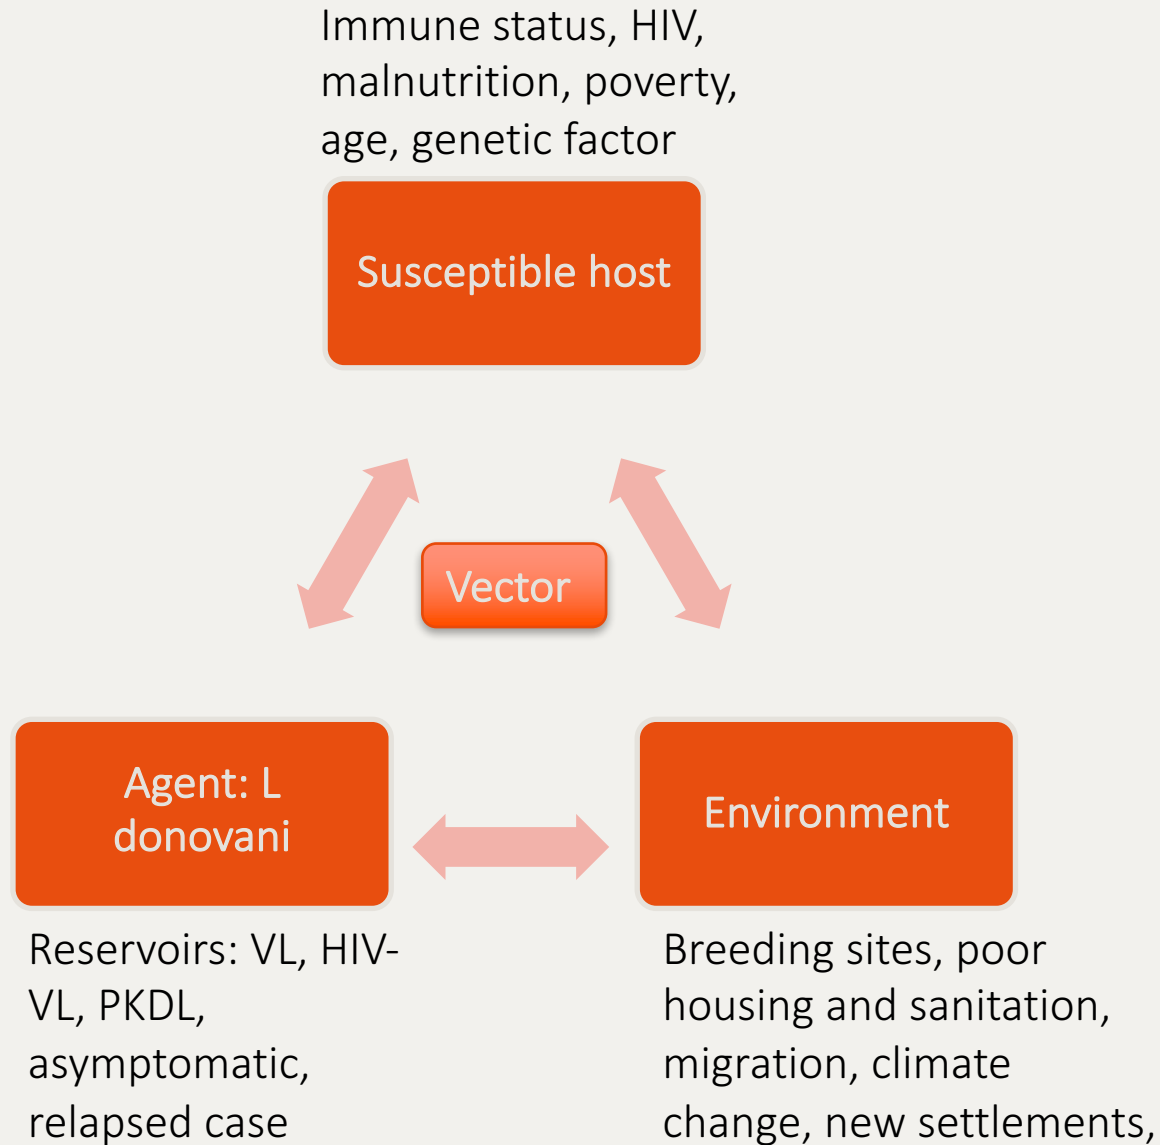 Immune status, HIV,
malnutrition, poverty,
age, genetic factor
Susceptible host
Vector
Agent: L
donovani
Environment
Reservoirs: VL, HIV-
VL, PKDL,
asymptomatic,
relapsed case
Breeding sites, poor
housing and sanitation,
migration, climate
change, new settlements,